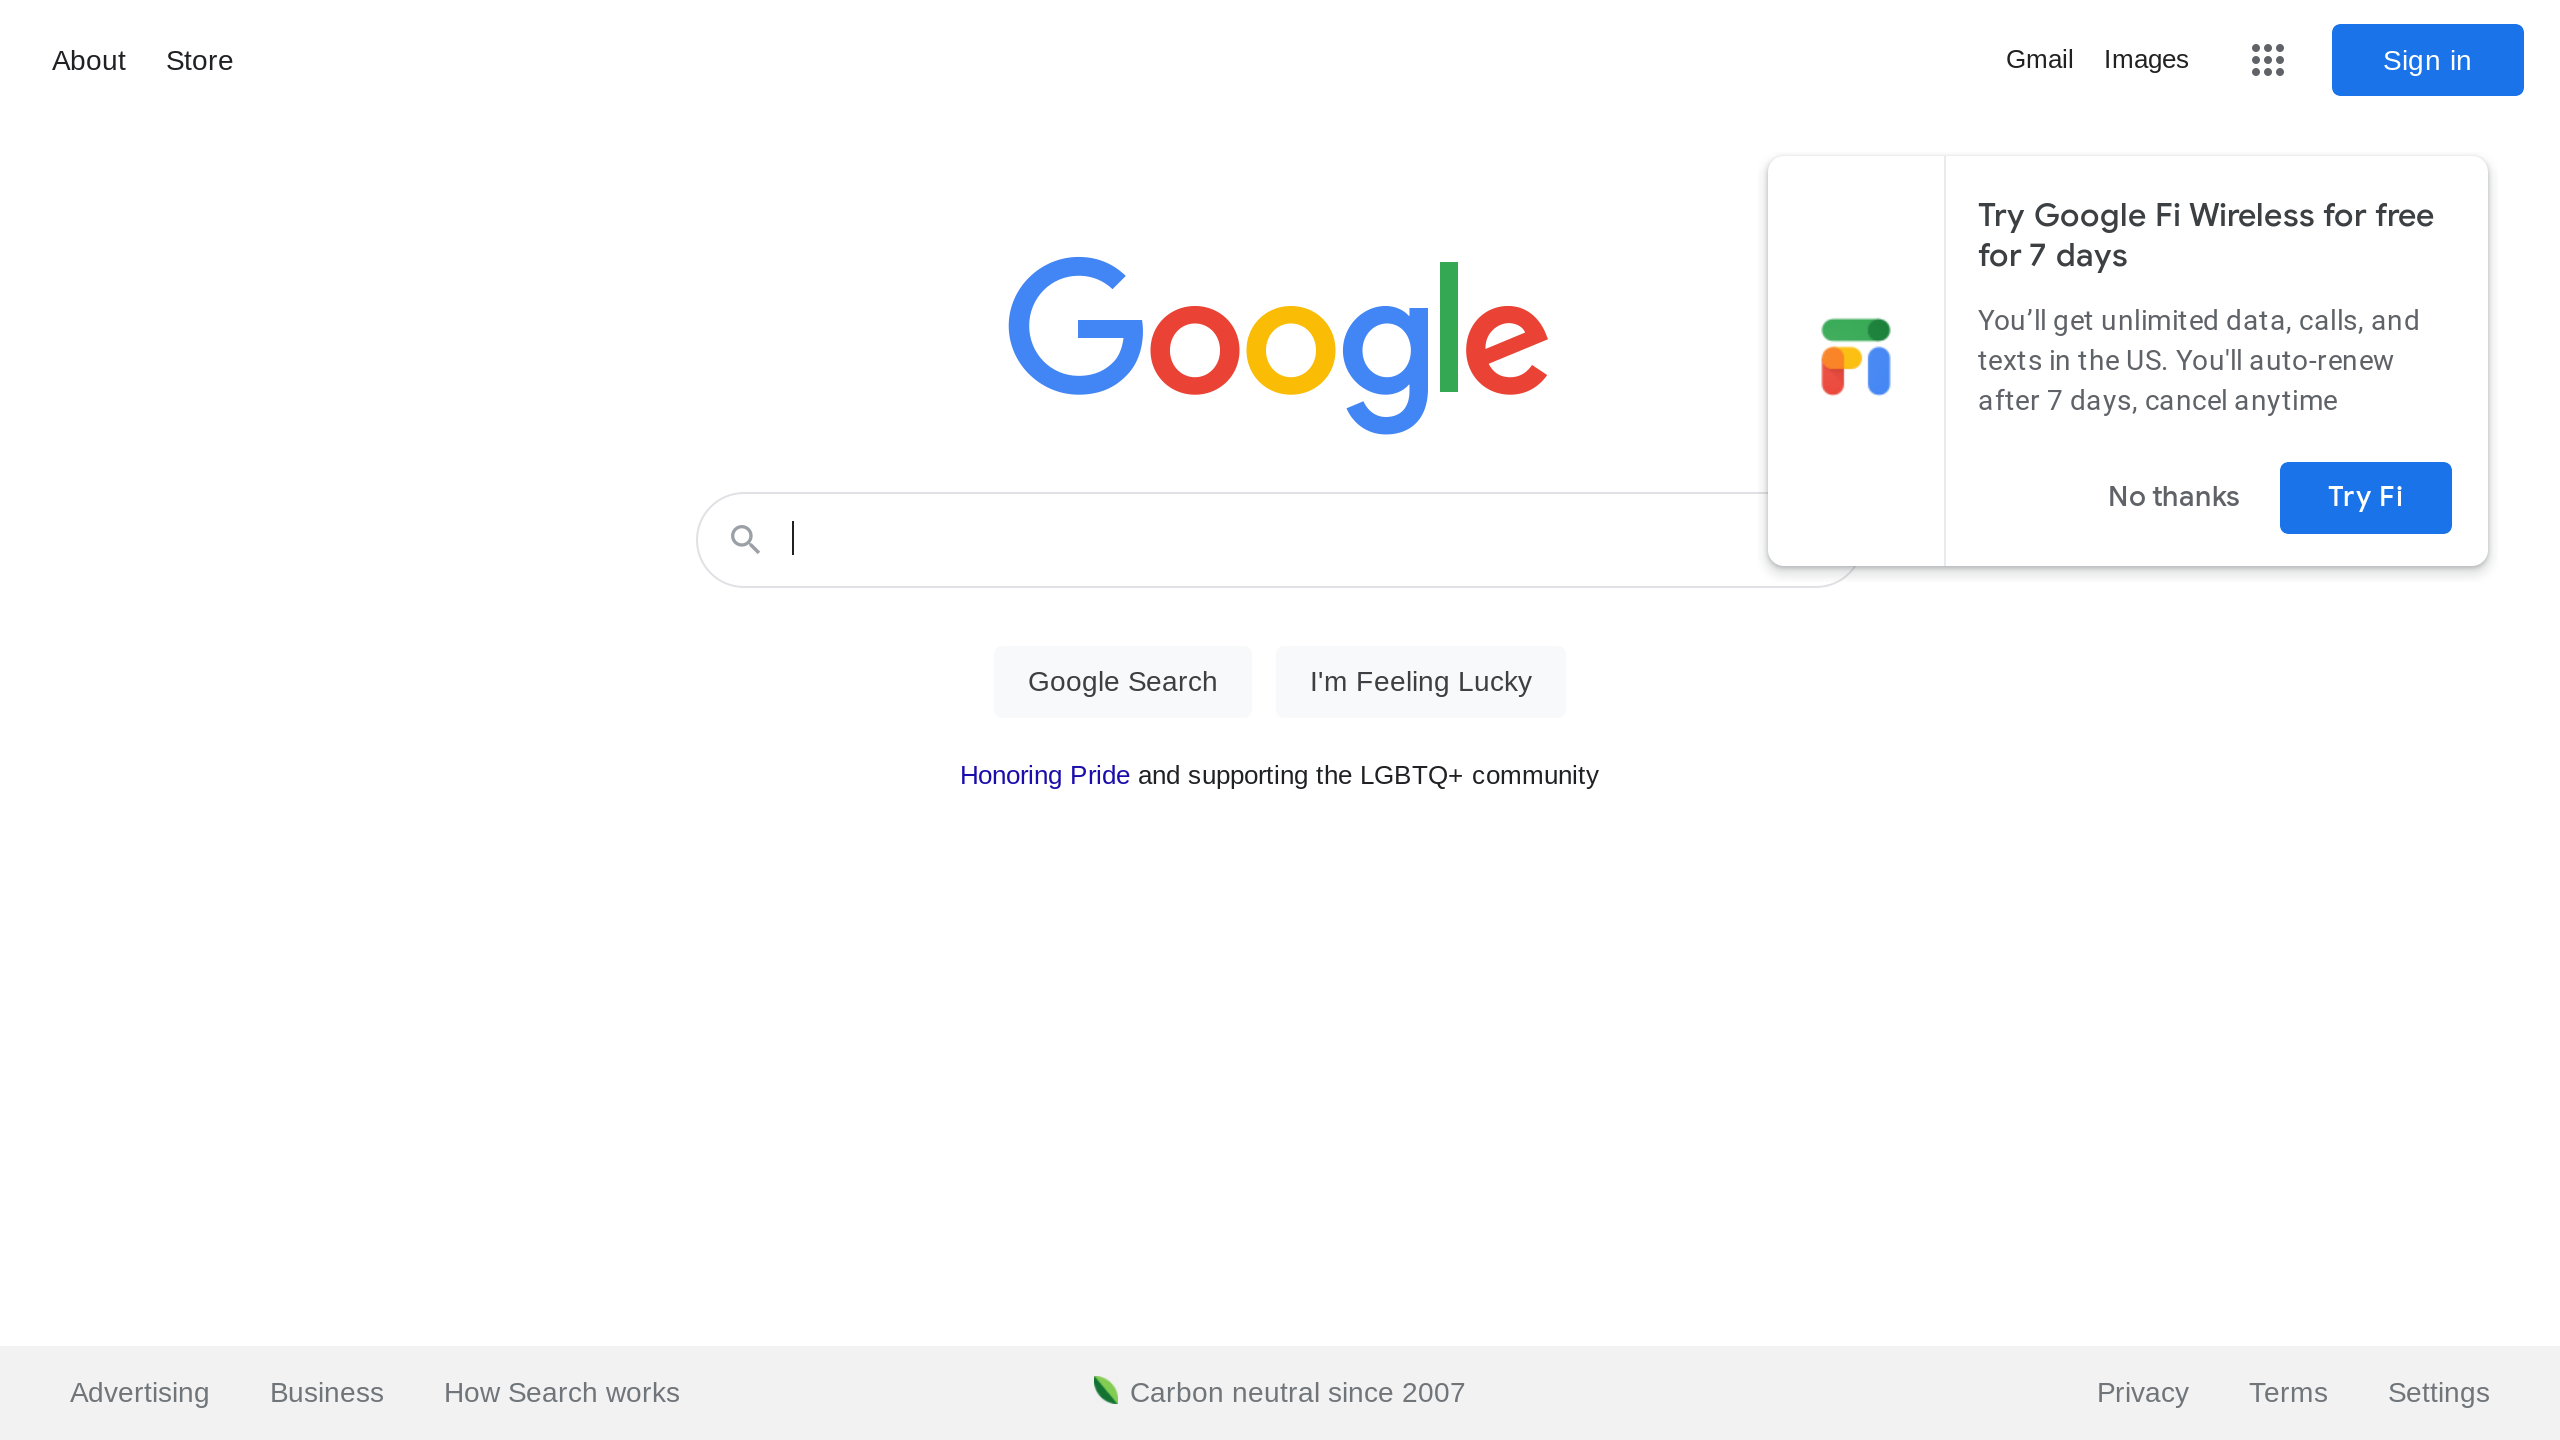 About Store
Gmail Images
Sign in
Google
Try Google Fi Wireless for free
for 7 days
You’ll get unlimited data, calls, and
texts in the US. You'll auto-renew
after 7 days, cancel anytime
No thanks
Try Fi
Google Search
I'm Feeling Lucky
Honoring Pride and supporting the LGBTQ+ community
Advertising Business How Search works
Carbon neutral since 2007
Privacy Terms Settings